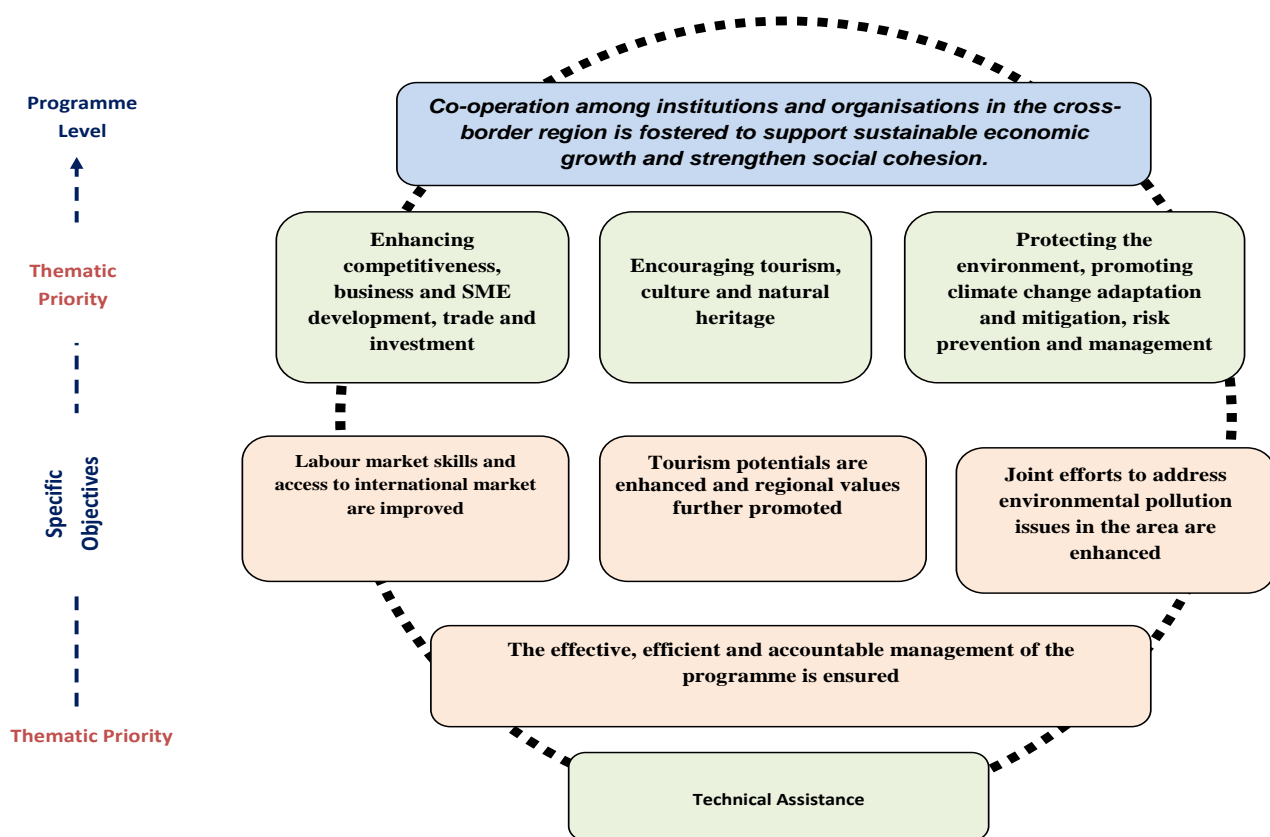 Programme
Level
Co-operation among institutions and organisations in the cross-
border region is fostered to support sustainable economic
growth and strengthen social cohesion.
Thematic
Priority
Enhancing
competitiveness,
business and SME
development, trade and
investment
Encouraging tourism,
culture and natural
heritage
Protecting the
environment, promoting
climate change adaptation
and mitigation, risk
prevention and management
Specific
Objectives
Labour market skills and
access to international market
are improved
Tourism potentials are
enhanced and regional values
further promoted
Joint efforts to address
environmental pollution
issues in the area are
enhanced
The effective, efficient and accountable management of the
programme is ensured
Thematic Priority
Technical Assistance